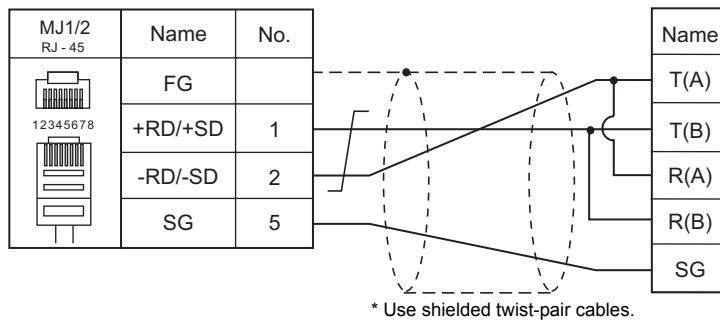 MJ1/2 Name No. Name
RJ - 45
FG T(A)
12345678 +RD/+SD 1 T(B)
-RD/-SD 2 R(A)
SG 5 R(B)
SG
* Use shielded twist-pair cables.